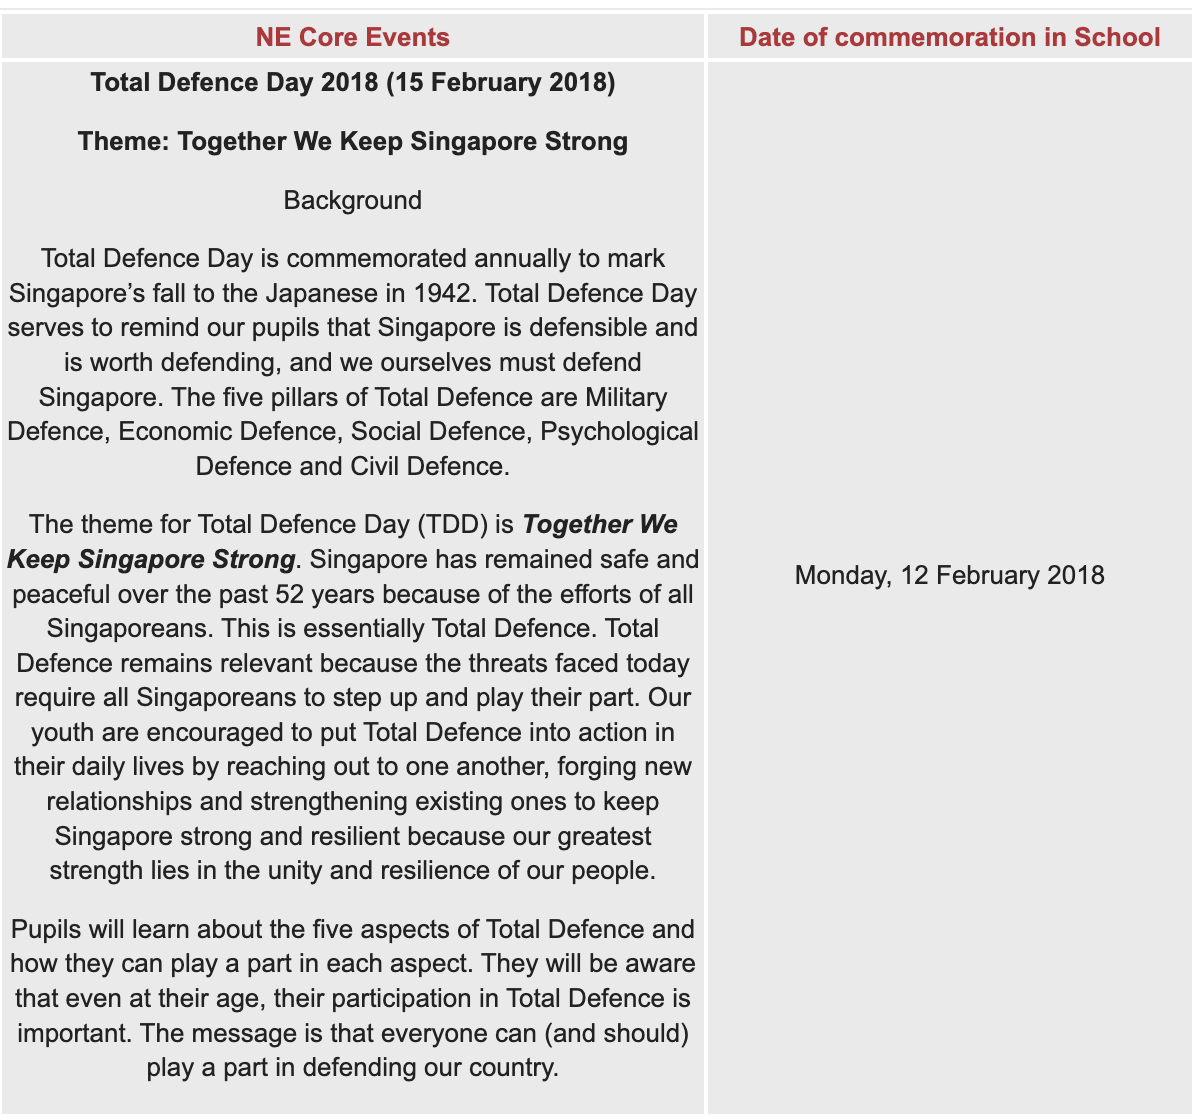 NE Core Events
Date of commemoration in School
Total Defence Day 2018 (15 February 2018)
Theme: Together We Keep Singapore Strong
Background
Total Defence Day is commemorated annually to mark
Singapore’s fall to the Japanese in 1942. Total Defence Day
serves to remind our pupils that Singapore is defensible and
is worth defending, and we ourselves must defend
Singapore. The five pillars of Total Defence are Military
Defence, Economic Defence, Social Defence, Psychological
Defence and Civil Defence.
The theme for Total Defence Day (TDD) is Together We
Keep Singapore Strong. Singapore has remained safe and
peaceful over the past 52 years because of the efforts of all
Singaporeans. This is essentially Total Defence. Total
Defence remains relevant because the threats faced today
require all Singaporeans to step up and play their part. Our
youth are encouraged to put Total Defence into action in
their daily lives by reaching out to one another, forging new
relationships and strengthening existing ones to keep
Singapore strong and resilient because our greatest
strength lies in the unity and resilience of our people.
Pupils will learn about the five aspects of Total Defence and
how they can play a part in each aspect. They will be aware
that even at their age, their participation in Total Defence is
important. The message is that everyone can (and should)
play a part in defending our country.
Monday, 12 February 2018